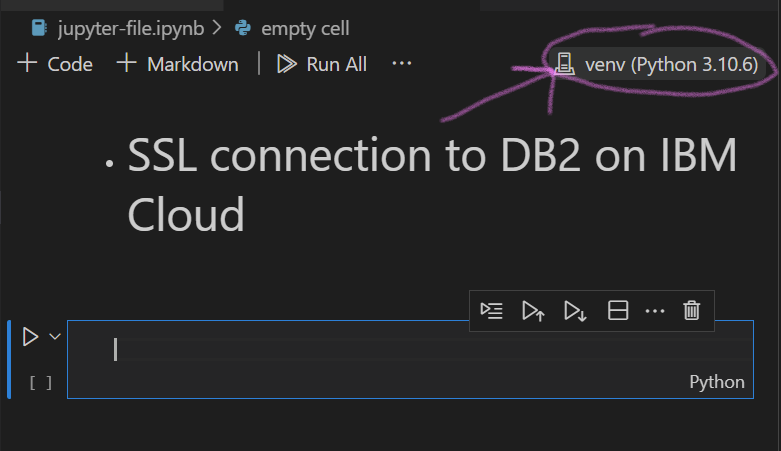 jupyter-file.ipynb > empty cell
+ Code + Markdown | Run All ... venv (Python 3.10.6)
• SSL connection to DB2 on IBM
Cloud
[ ]
Python